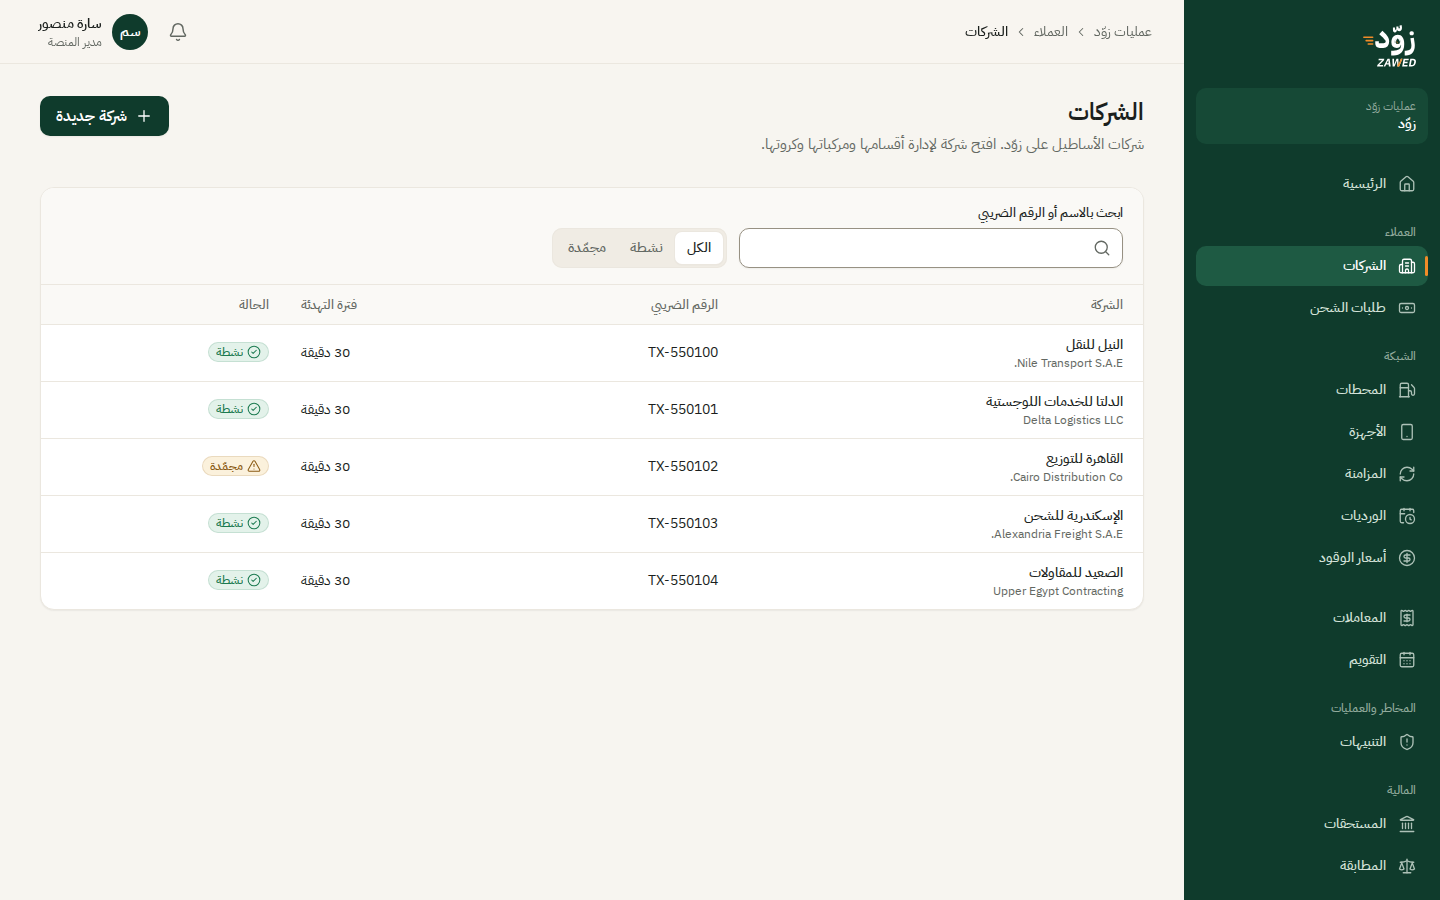 زوّد
ZAWED
عمليات زوّد
زوّد
الرئيسية
العملاء
الشركات
طلبات الشحن
الشبكة
المحطات
الأجهزة
المزامنة
الورديات
أسعار الوقود
المعاملات
التقويم
المخاطر والعمليات
التنبيهات
المالية
المستحقات
المطابقة
عمليات زوّد
العملاء
الشركات
سم
سارة منصور
مدير المنصة
الشركات
شركات الأساطيل على زوّد. افتح شركة لإدارة أقسامها ومركباتها وكروتها.
شركة جديدة
ابحث بالاسم أو الرقم الضريبي
الكل نشطة مجمّدة
الشركة الرقم الضريبي فترة التهدئة الحالة
النيل للنقل TX-550100 30 دقيقة نشطة
Nile Transport S.A.E.
الدلتا للخدمات اللوجستية TX-550101 30 دقيقة نشطة
Delta Logistics LLC
القاهرة للتوزيع TX-550102 30 دقيقة مجمّدة
Cairo Distribution Co.
الإسكندرية للشحن TX-550103 30 دقيقة نشطة
Alexandria Freight S.A.E.
الصعيد للمقاولات TX-550104 30 دقيقة نشطة
Upper Egypt Contracting